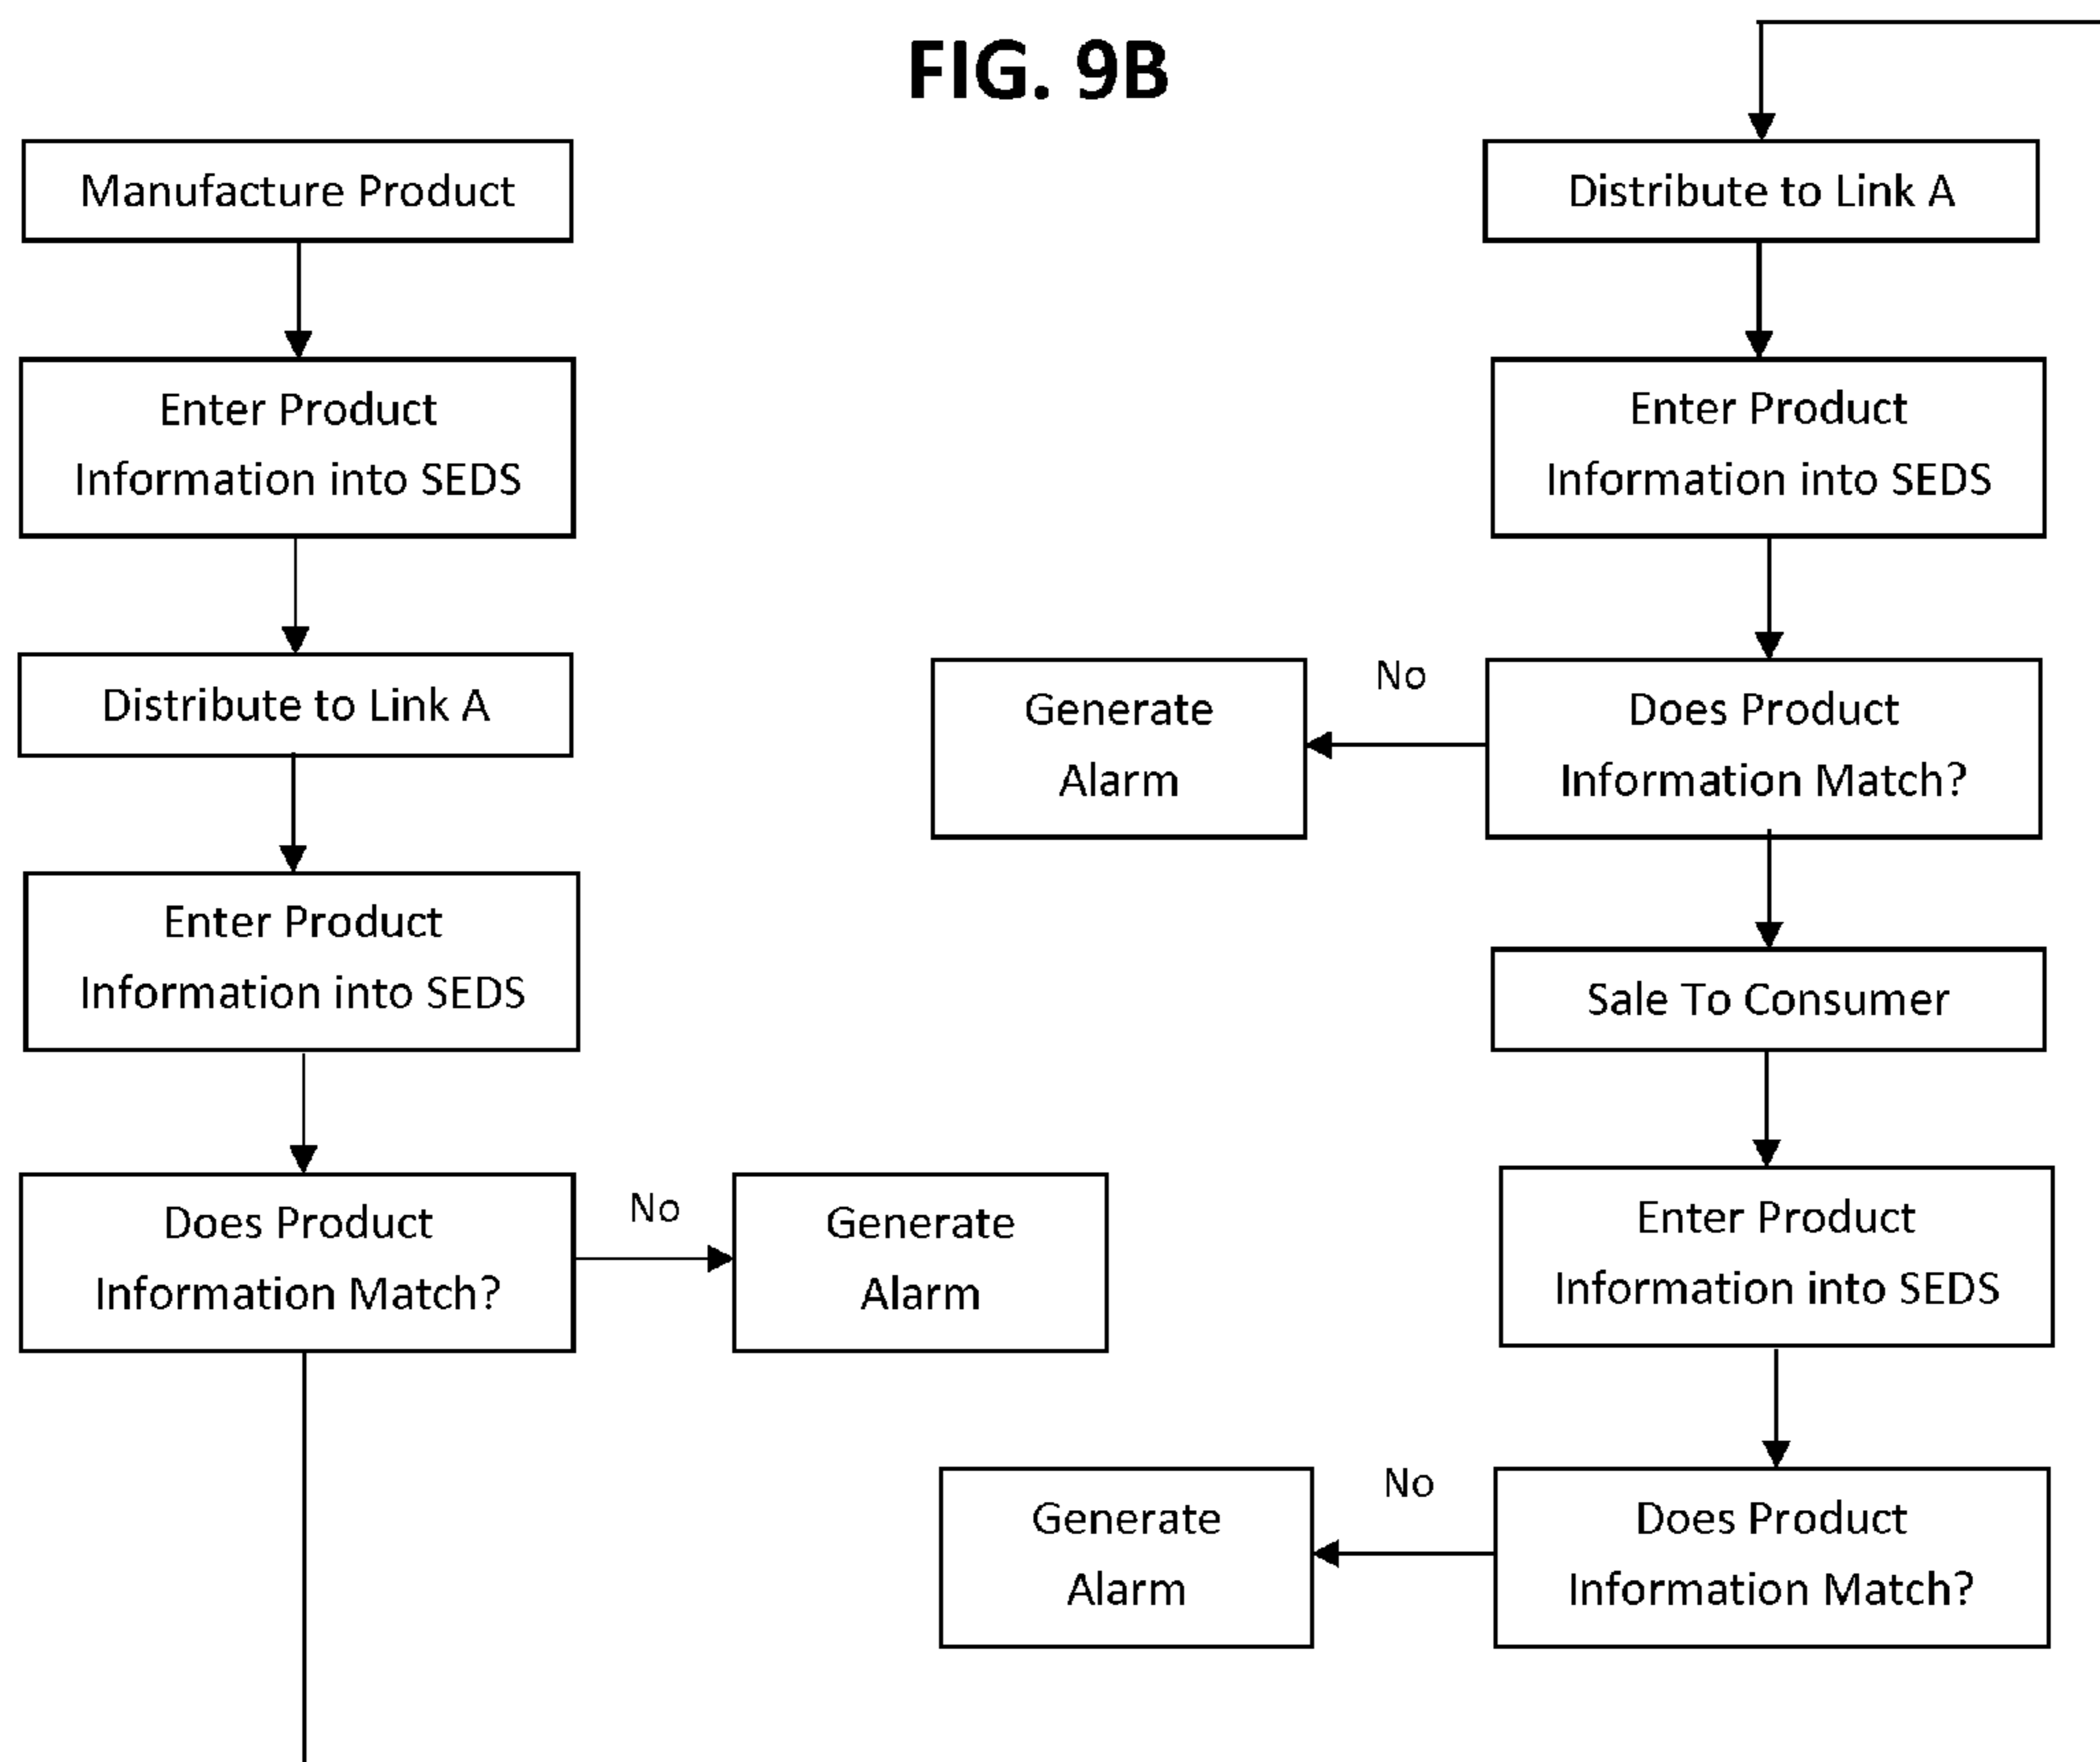 FIG. 9B
Manufacture Product
Enter Product
Information into SEDS
Distribute to Link A
Enter Product
Information into SEDS
Does Product
Information Match?
No
Generate
Alarm
Distribute to Link A
Enter Product
Information into SEDS
Does Product
Information Match?
No
Generate
Alarm
Sale To Consumer
Enter Product
Information into SEDS
Does Product
Information Match?
No
Generate
Alarm